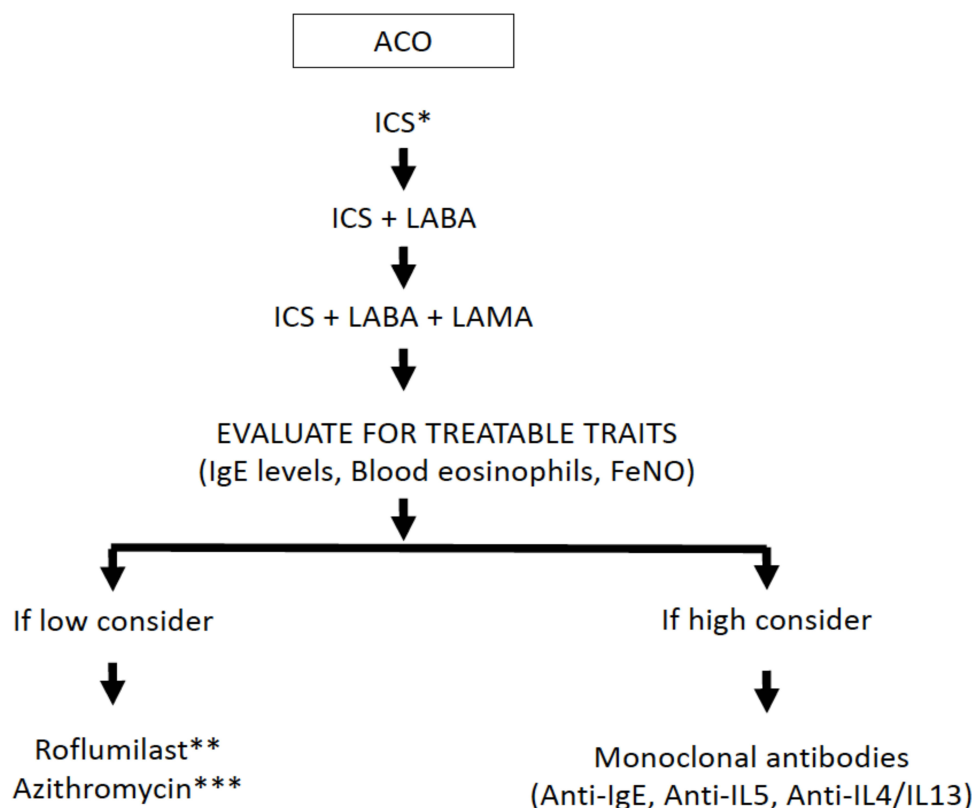 ACO
ICS*
ICS + LABA
ICS + LABA + LAMA
EVALUATE FOR TREATABLE TRAITS
(IgE levels, Blood eosinophils, FeNO)
If low consider
If high consider
Roflumilast**
Azithromycin***
Monoclonal antibodies
(Anti-IgE, Anti-IL5, Anti-IL4/IL13)